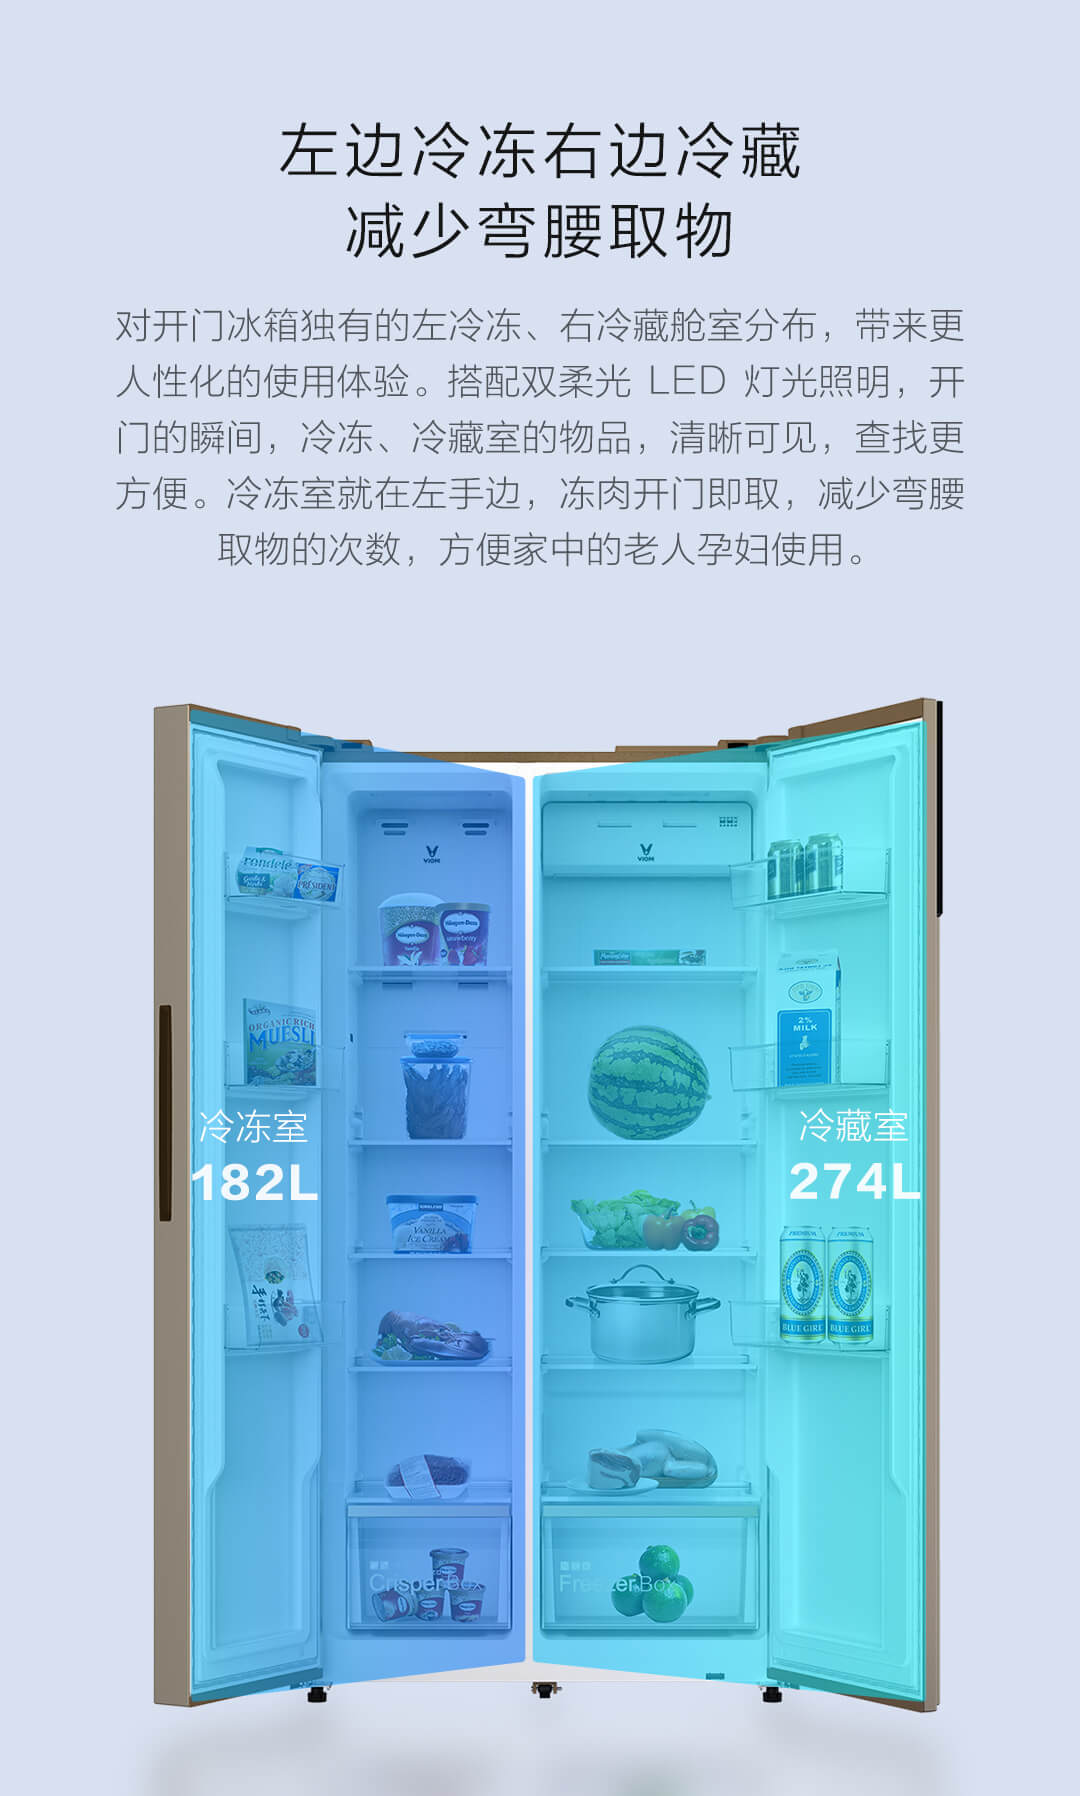 左边冷冻右边冷藏
减少弯腰取物
对开门冰箱独有的左冷冻、右冷藏舱室分布，带来更
人性化的使用体验。搭配双柔光 LED 灯光照明，开
门的瞬间，冷冻、冷藏室的物品，清晰可见，查找更
方便。冷冻室就在左手边，冻肉开门即取，减少弯腰
取物的次数，方便家中的老人孕妇使用。
VIOMI
VIOMI
rondelé
PRÉSIDENT
Häagen-Dazs
Häagen-Dazs
ORGANIC RICH
MUESLI
2%
MILK
冷冻室
182L
冷藏室
274L
KIRKLAND
VANILLA
ICE CREAM
PREMIUM
PREMIUM
BLUE GIRL
BLUE GIRL
Crisper Box
Freezer Box